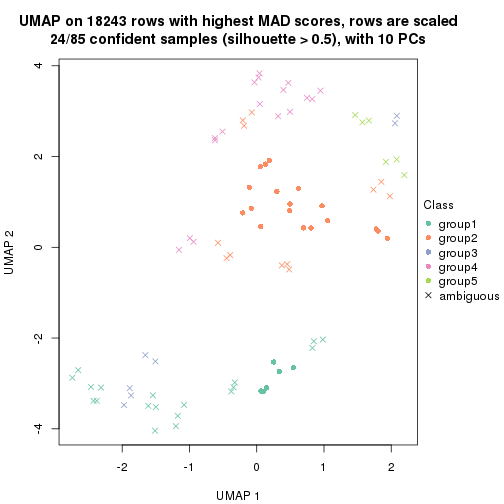 UMAP on 18243 rows with highest MAD scores, rows are scaled
24/85 confident samples (silhouette > 0.5), with 10 PCs
4
2
0
-2
-4
UMAP 2
-2
-1
0
1
2
UMAP 1
Class
group1
group2
group3
group4
group5
ambiguous